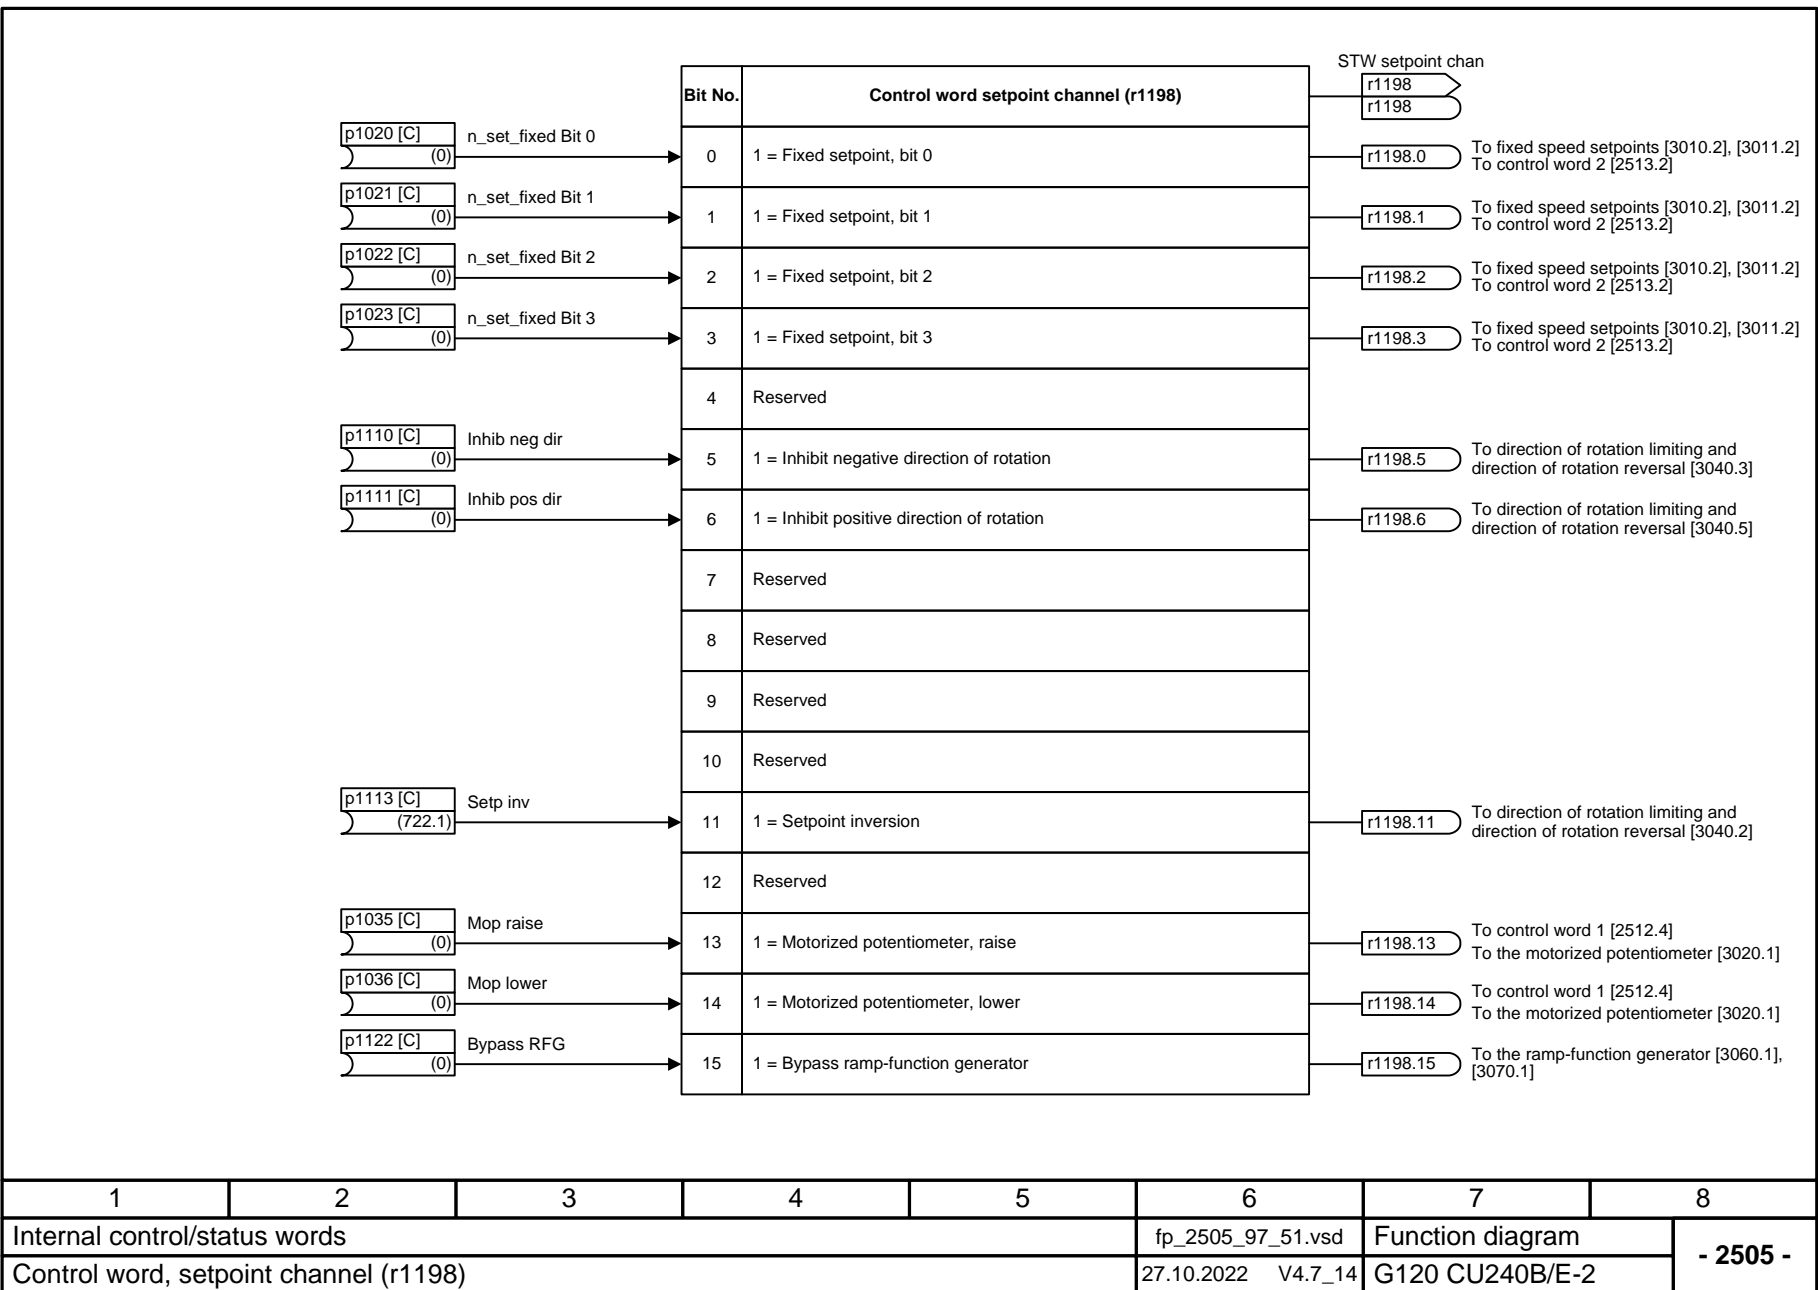 STW setpoint chan
Bit No. Control word setpoint channel (r1198) r1198
r1198
p1020 [C] n_set_fixed Bit 0
(0) 0 1 = Fixed setpoint, bit 0 r1198.0 To fixed speed setpoints [3010.2], [3011.2]
To control word 2 [2513.2]
p1021 [C] n_set_fixed Bit 1
(0) 1 1 = Fixed setpoint, bit 1 r1198.1 To fixed speed setpoints [3010.2], [3011.2]
To control word 2 [2513.2]
p1022 [C] n_set_fixed Bit 2
(0) 2 1 = Fixed setpoint, bit 2 r1198.2 To fixed speed setpoints [3010.2], [3011.2]
To control word 2 [2513.2]
p1023 [C] n_set_fixed Bit 3
(0) 3 1 = Fixed setpoint, bit 3 r1198.3 To fixed speed setpoints [3010.2], [3011.2]
To control word 2 [2513.2]
4 Reserved
p1110 [C] Inhib neg dir
(0) 5 1 = Inhibit negative direction of rotation r1198.5 To direction of rotation limiting and
direction of rotation reversal [3040.3]
p1111 [C] Inhib pos dir
(0) 6 1 = Inhibit positive direction of rotation r1198.6 To direction of rotation limiting and
direction of rotation reversal [3040.5]
7 Reserved
8 Reserved
9 Reserved
10 Reserved
p1113 [C] Setp inv
(722.1) 11 1 = Setpoint inversion r1198.11 To direction of rotation limiting and
direction of rotation reversal [3040.2]
12 Reserved
p1035 [C] Mop raise
(0) 13 1 = Motorized potentiometer, raise r1198.13 To control word 1 [2512.4]
To the motorized potentiometer [3020.1]
p1036 [C] Mop lower
(0) 14 1 = Motorized potentiometer, lower r1198.14 To control word 1 [2512.4]
To the motorized potentiometer [3020.1]
p1122 [C] Bypass RFG
(0) 15 1 = Bypass ramp-function generator r1198.15 To the ramp-function generator [3060.1],
[3070.1]
1 2 3 4 5 6 7 8
Internal control/status words fp_2505_97_51.vsd Function diagram - 2505 -
Control word, setpoint channel (r1198) 27.10.2022 V4.7_14 G120 CU240B/E-2